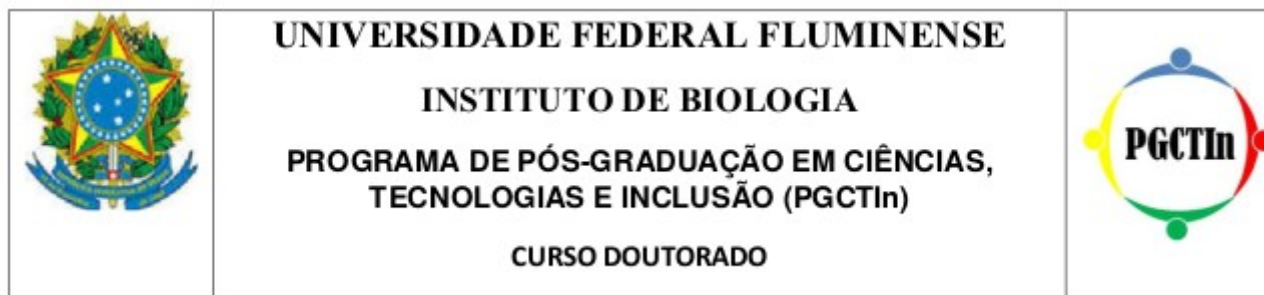 UNIVERSIDADE FEDERAL FLUMINENSE
INSTITUTO DE BIOLOGIA
PROGRAMA DE PÓS-GRADUAÇÃO EM CIÊNCIAS,
TECNOLOGIAS E INCLUSÃO (PGCTIn)
CURSO DOUTORADO
PGCTIn